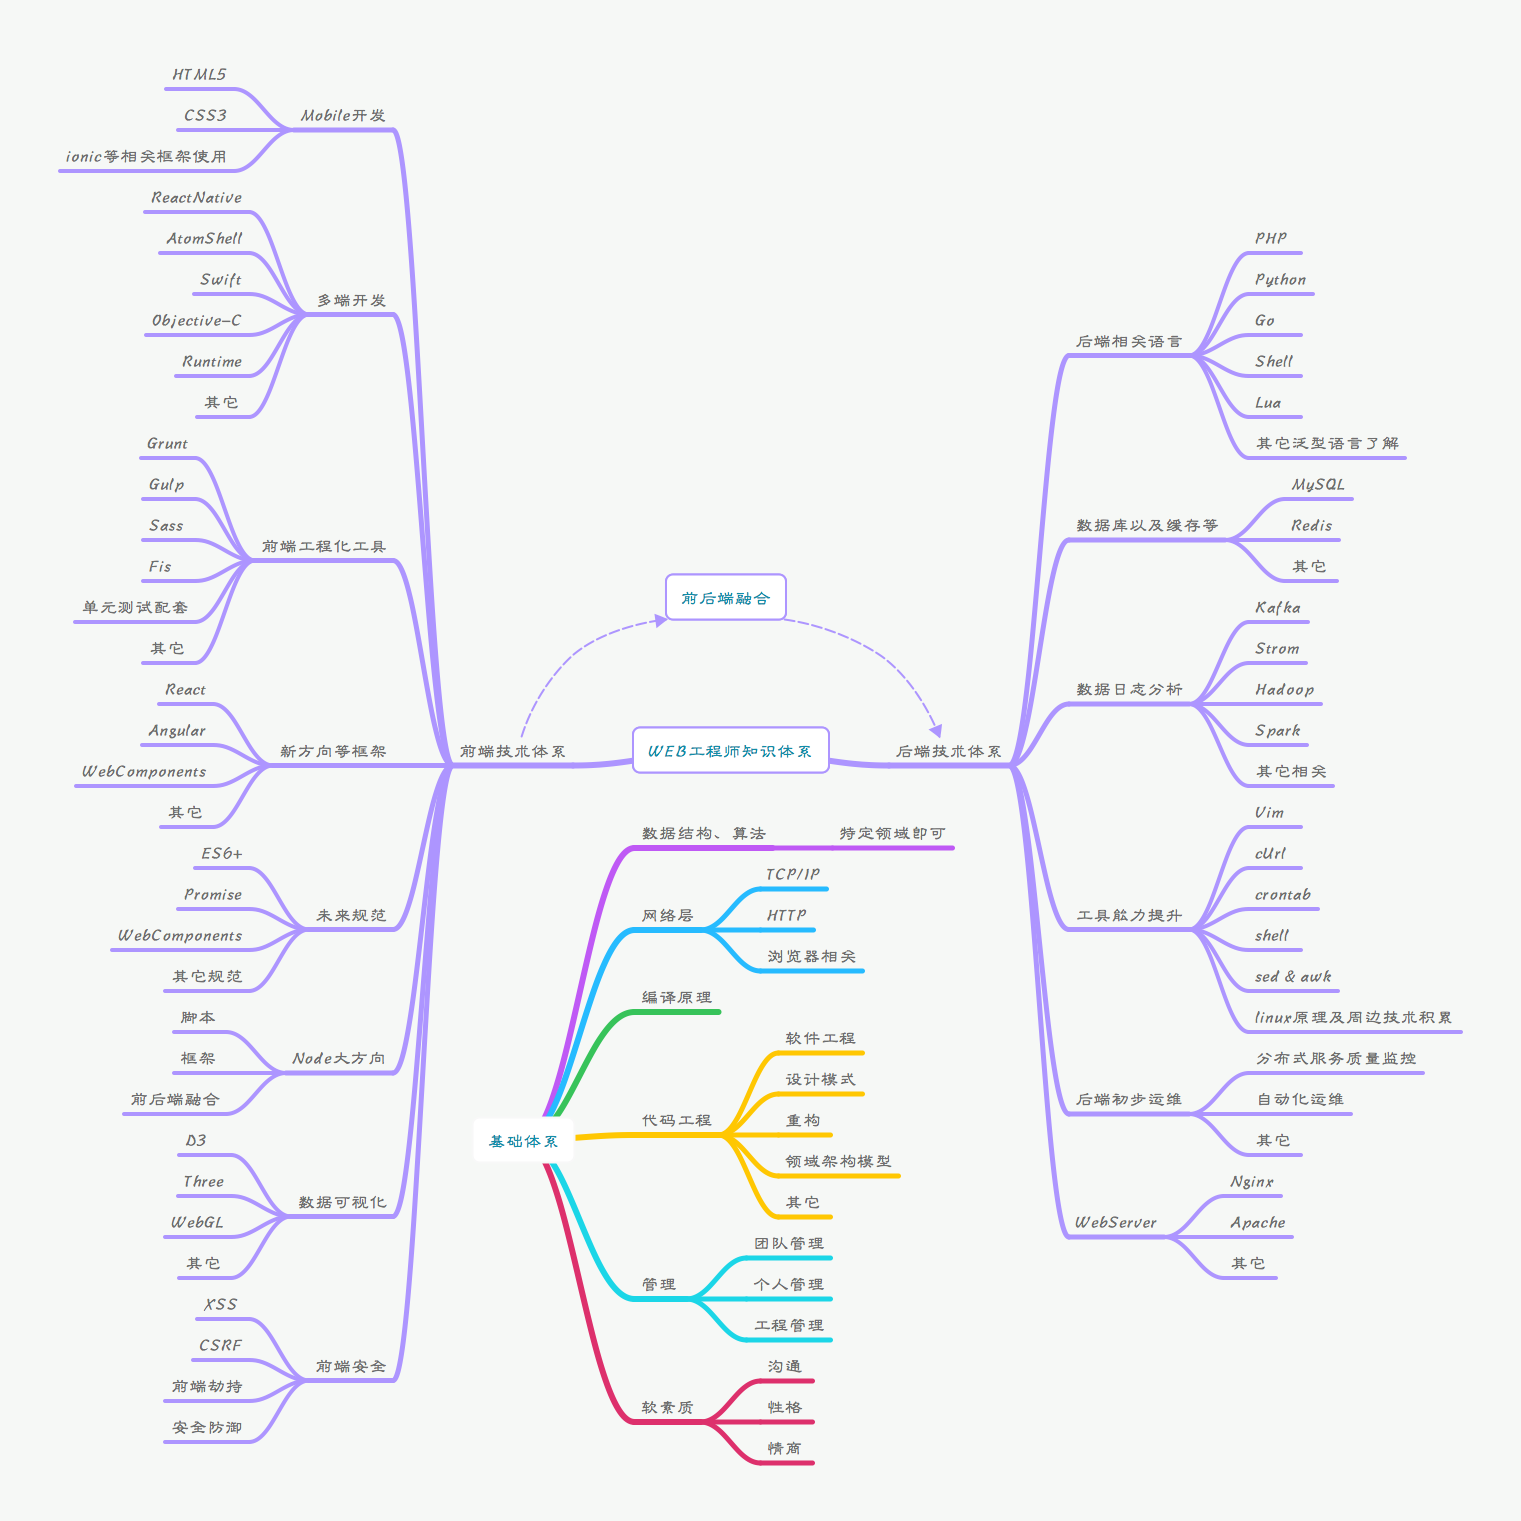 HTML5
CSS3
ionic等相关框架使用
Mobile开发
ReactNative
AtomShell
Swift
Objective-C
Runtime
其它
多端开发
Grunt
Gulp
Sass
Fis
单元测试配套
其它
前端工程化工具
React
Angular
WebComponents
其它
新方向等框架
ES6+
Promise
WebComponents
其它规范
未来规范
脚本
框架
前后端融合
Node大方向
D3
Three
WebGL
其它
数据可视化
XSS
CSRF
前端劫持
安全防御
前端安全
前端技术体系
前后端融合
WEB工程师知识体系
后端技术体系
后端相关语言
PHP
Python
Go
Shell
Lua
其它泛型语言了解
数据库以及缓存等
MySQL
Redis
其它
数据日志分析
Kafka
Strom
Hadoop
Spark
其它相关
工具能力提升
Vim
cUrl
crontab
shell
sed & awk
linux原理及周边技术积累
后端初步运维
分布式服务质量监控
自动化运维
其它
WebServer
Nginx
Apache
其它
基础体系
数据结构、算法
特定领域即可
网络层
TCP/IP
HTTP
浏览器相关
编译原理
代码工程
软件工程
设计模式
重构
领域架构模型
其它
管理
团队管理
个人管理
工程管理
软素质
沟通
性格
情商